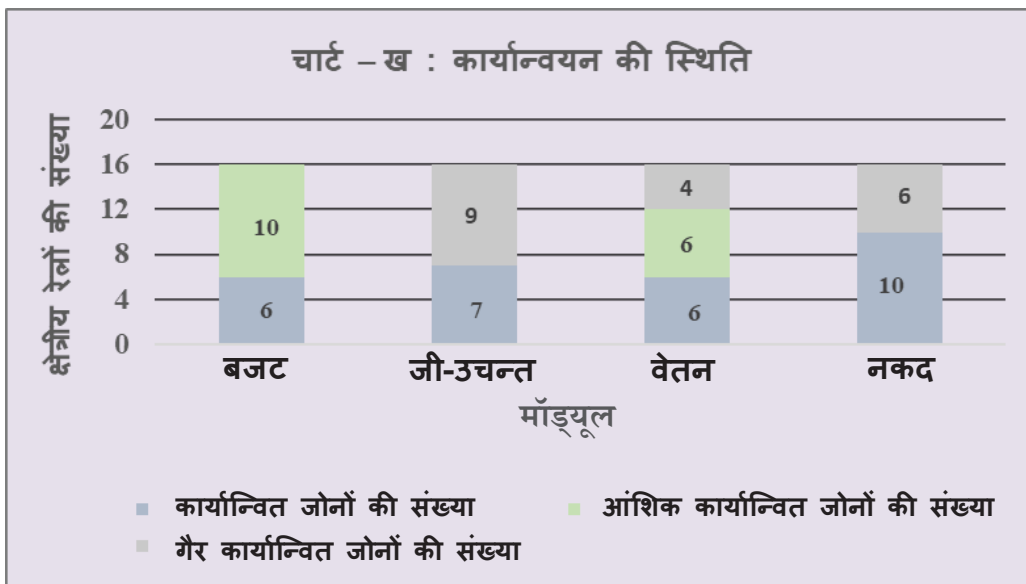 चार्ट – ख : कार्यान्वयन की स्थिति
क्षेत्रीय रेलों की संख्या
20
16
12
8
4
0
10
6
9
7
4
6
6
6
10
बजट
जी-उचन्त
वेतन
नकद
मॉड्यूल
कार्यान्वित जोनों की संख्या
आंशिक कार्यान्वित जोनों की संख्या
गैर कार्यान्वित जोनों की संख्या